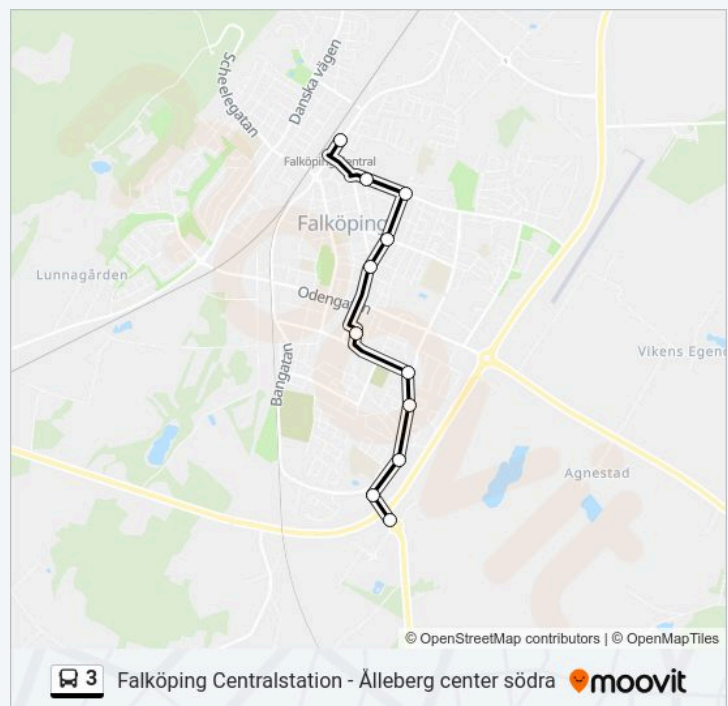 Scheelegatan
Danska vägen
Falköping Central
Falköping
Lunnagården
Odengatan
Vikens Egend
Bangatan
Agnestad
© OpenStreetMap contributors | © OpenMapTiles
3 Falköping Centralstation - Ålleberg center södra moovit